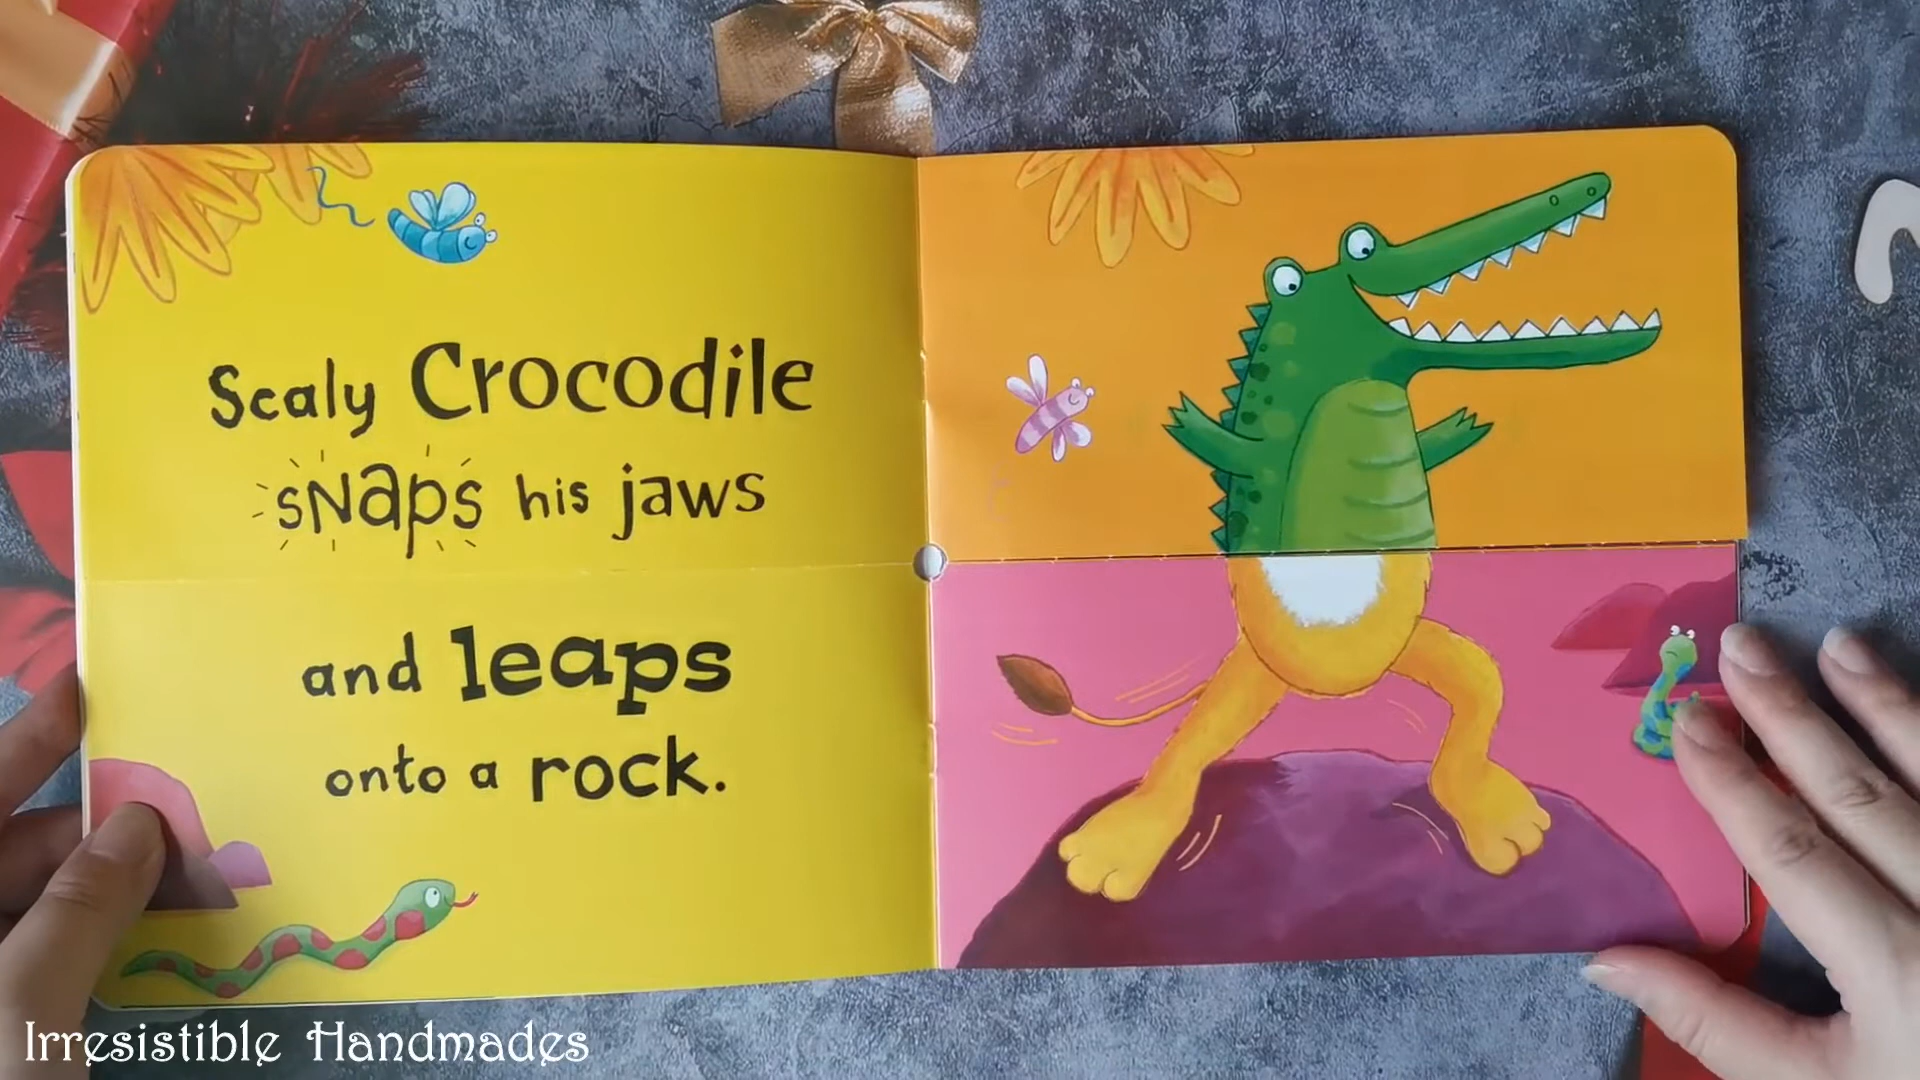 Scaly Crocodile
snaps his jaws
and leaps
onto a rock.
Irresistible Handmades